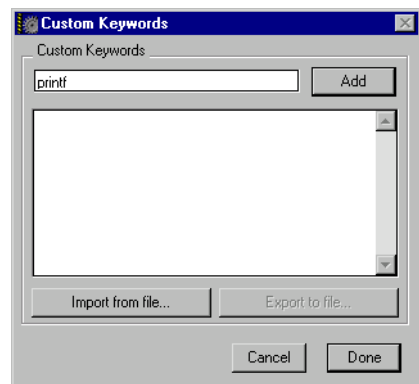 Custom Keywords
Custom Keywords
printf
Add
Import from file...
Export to file...
Cancel
Done